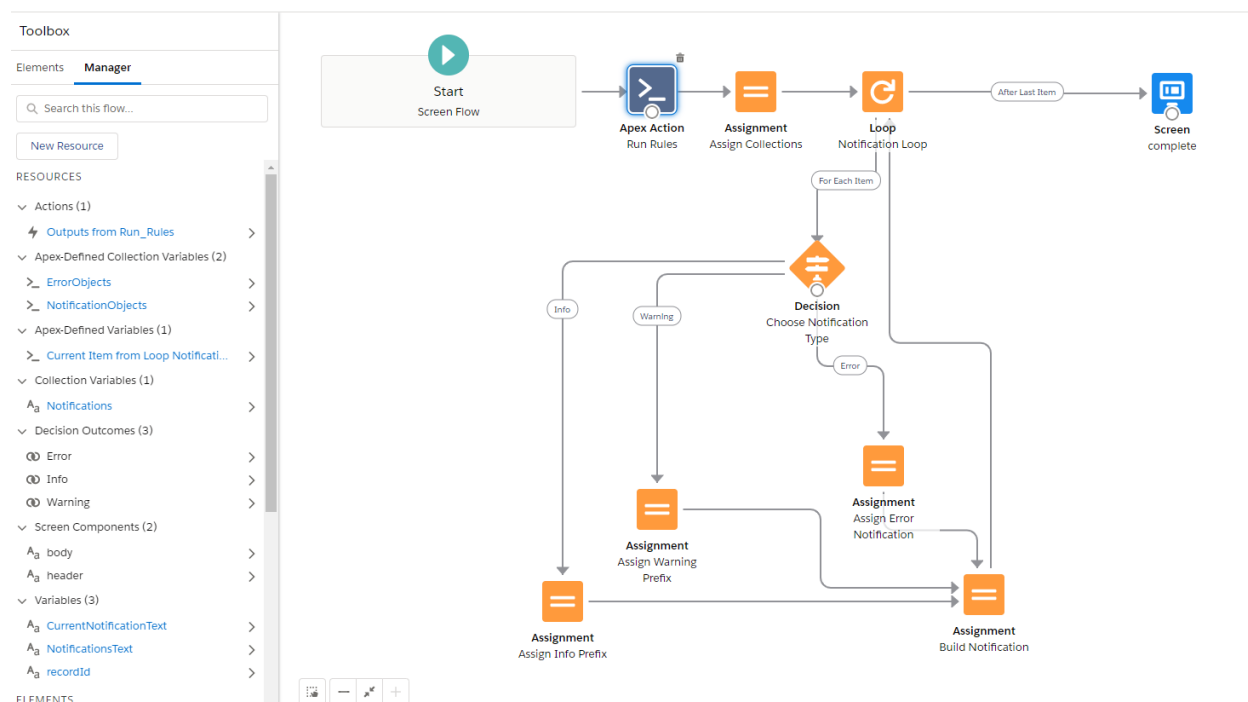 Toolbox
Elements
Manager
Search this flow...
New Resource
RESOURCES
Actions (1)
Outputs from Run_Rules
Apex-Defined Collection Variables (2)
ErrorObjects
NotificationObjects
Apex-Defined Variables (1)
Current Item from Loop Notificati...
Collection Variables (1)
Notifications
Decision Outcomes (3)
Error
Info
Warning
Screen Components (2)
body
header
Variables (3)
CurrentNotificationText
NotificationsText
recordId
ELEMENTS
Start
Screen Flow
Apex Action
Run Rules
Assignment
Assign Collections
Loop
Notification Loop
After Last Item
Screen
complete
For Each Item
Decision
Choose Notification
Type
Info
Warning
Error
Assignment
Assign Error
Notification
Assignment
Assign Warning
Prefix
Assignment
Assign Info Prefix
Assignment
Build Notification